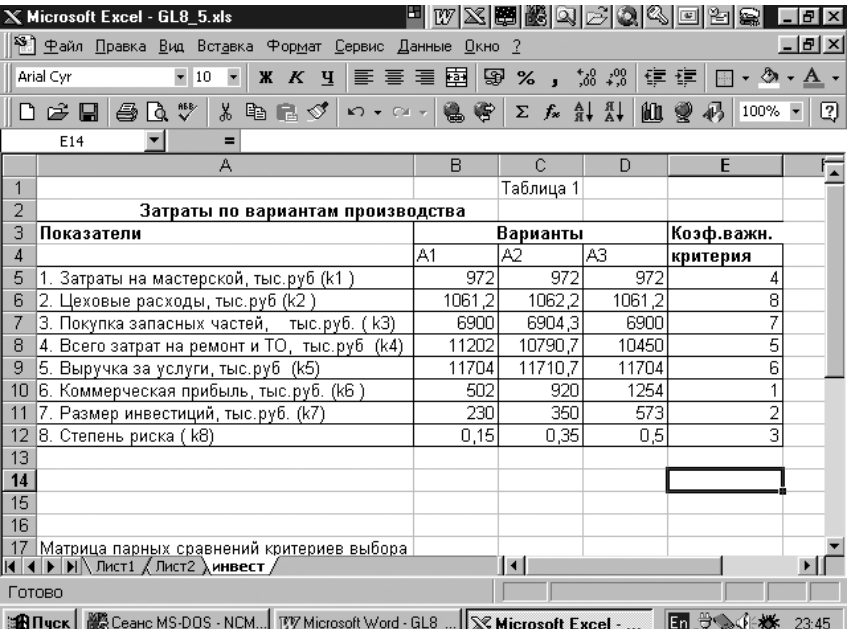 Microsoft Excel - GL8_5.xls
Файл Правка Вид Вставка Формат Сервис Данные Окно ?
Arial Cyr 10 Ж К Ч % ,
Σ fx 100%
E14 =
A B C D E F
1 Таблица 1
2 Затраты по вариантам производства
3 Показатели Варианты Коэф.важн.
4 А1 А2 А3 критерия
5 1. Затраты на мастерской, тыс.руб (k1 ) 972 972 972 4
6 2. Цеховые расходы, тыс.руб (k2 ) 1061,2 1062,2 1061,2 8
7 3. Покупка запасных частей, тыс.руб. ( k3) 6900 6904,3 6900 7
8 4. Всего затрат на ремонт и ТО, тыс.руб (k4) 11202 10790,7 10450 5
9 5. Выручка за услуги, тыс.руб (k5) 11704 11710,7 11704 6
10 6. Коммерческая прибыль, тыс.руб. (k6 ) 502 920 1254 1
11 7. Размер инвестиций, тыс.руб. (k7) 230 350 573 2
12 8. Степень риска ( k8) 0,15 0,35 0,5 3
13
14
15
16
17 Матрица парных сравнений критериев выбора
Лист1 Лист2 инвест
Готово
Пуск Сеанс MS-DOS - NCM... Microsoft Word - GL8 ... Microsoft Excel - ... En 23:45